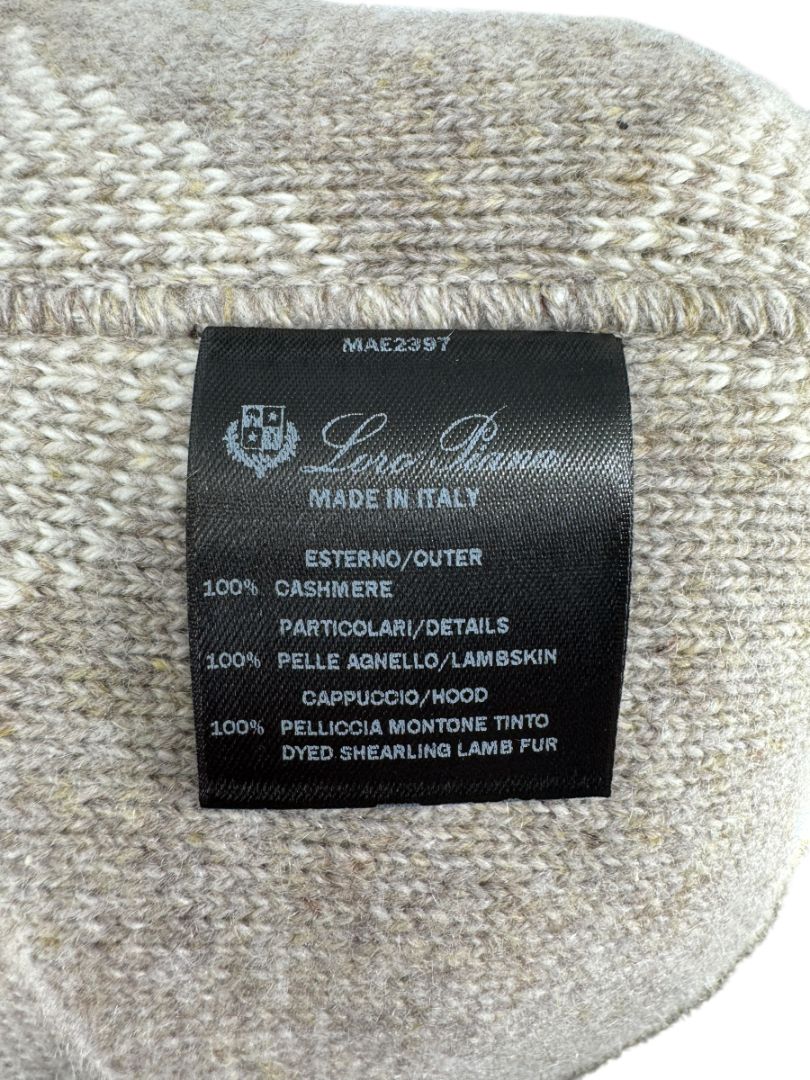 MAE2397
Loro Piana
MADE IN ITALY
ESTERNO/OUTER
100% CASHMERE
PARTICOLARI/DETAILS
100% PELLE AGNELLO/LAMBSKIN
CAPPUCCIO/HOOD
100% PELLICCIA MONTONE TINTO
DYED SHEARLING LAMB FUR